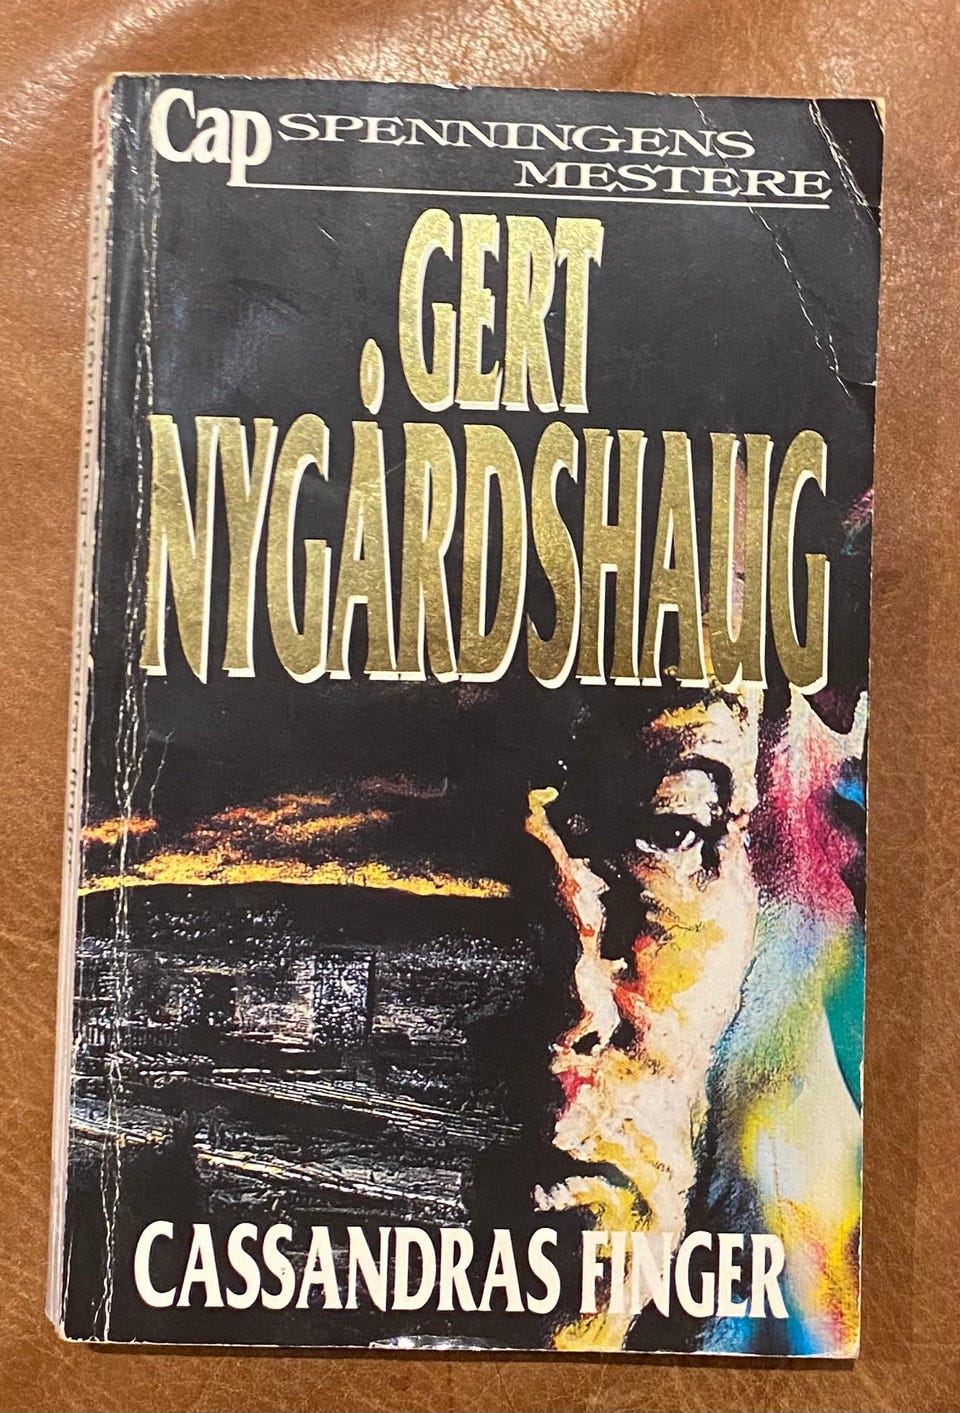 Cap SPENNINGENS
MESTERE
GERT
NYGÅRDSHAUG
CASSANDRAS FINGER